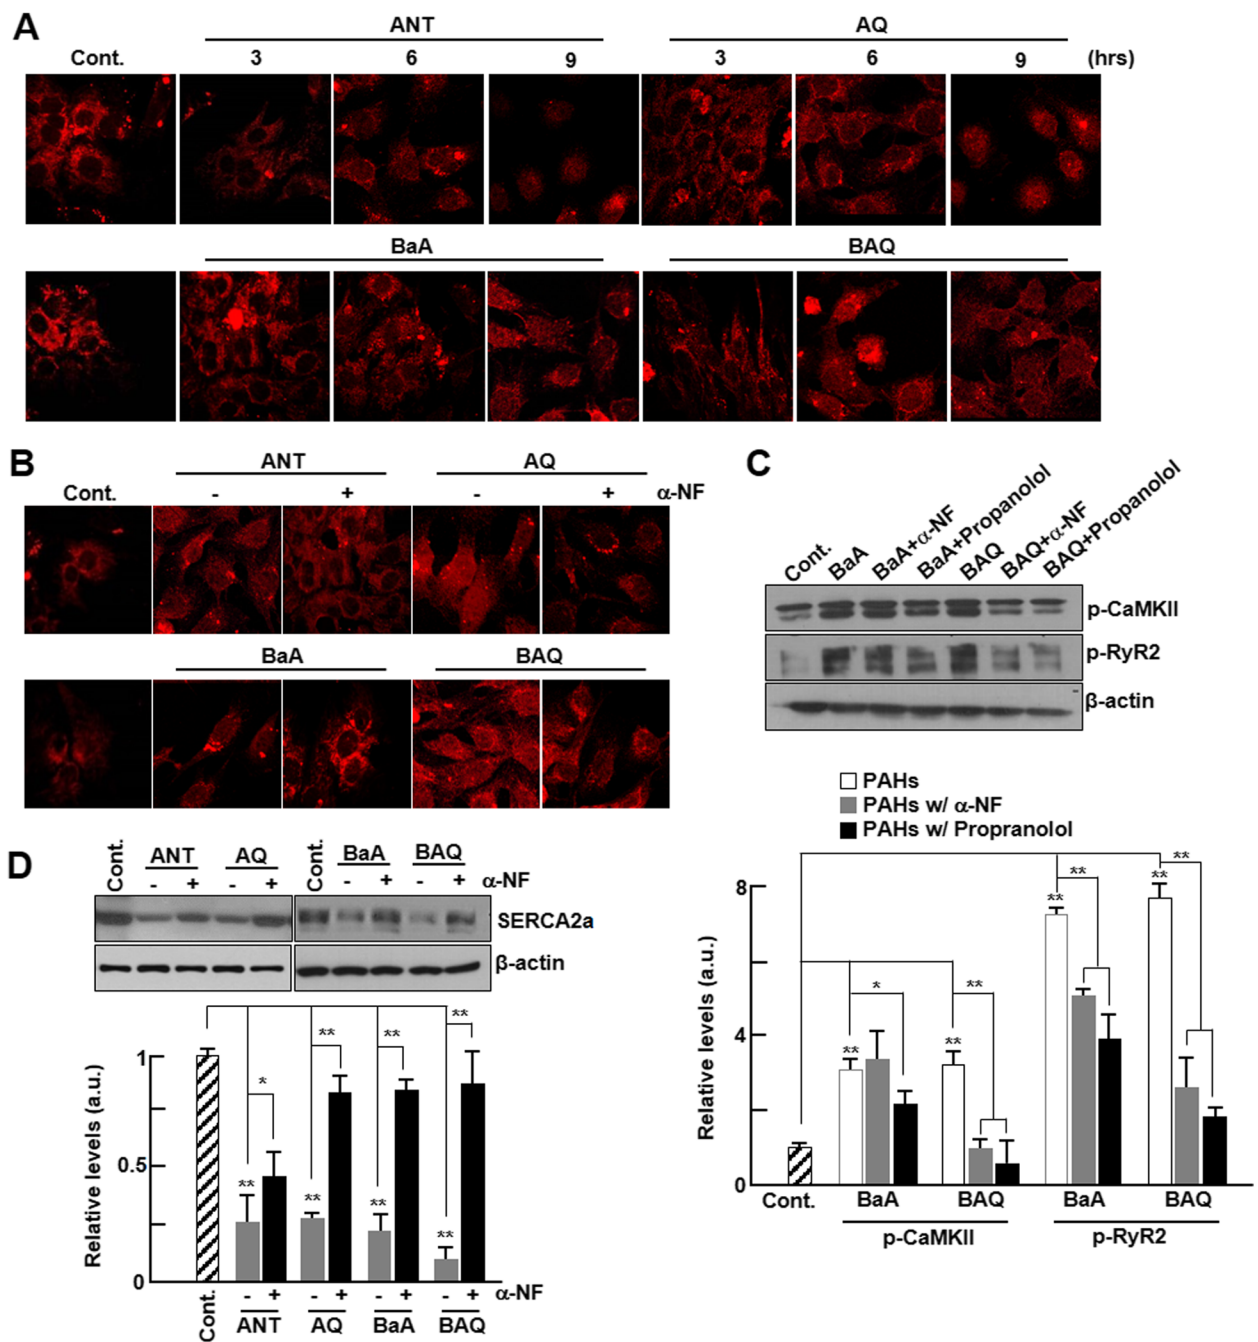 A
ANT AQ
Cont. 3 6 9 3 6 9 (hrs)
BaA BAQ
B
ANT AQ
Cont. - + - + α-NF
BaA BAQ
C
Cont. BaA BaA+α-NF BaA+Propanolol BAQ BAQ+α-NF BAQ+Propanolol
p-CaMKII
p-RyR2
β-actin
PAHs
PAHs w/ α-NF
PAHs w/ Propranolol
Relative levels (a.u.)
8
4
0
** * ** ** ** ** ** **
Cont. BaA BAQ BaA BAQ
p-CaMKII p-RyR2
D
Cont. ANT AQ Cont. BaA BAQ
- + - + - + - + α-NF
SERCA2a
β-actin
Relative levels (a.u.)
1
0.5
0
** * ** ** ** ** ** **
Cont. - + - + - + - + α-NF
ANT AQ BaA BAQ